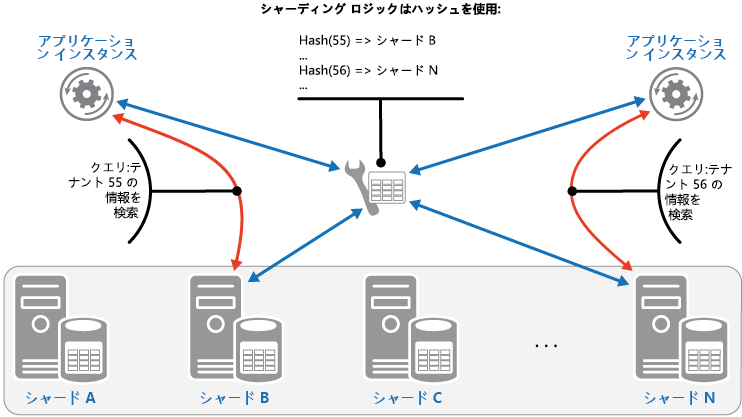 シャーディング ロジックはハッシュを使用:
Hash(55) => シャード B
...
Hash(56) => シャード N
...
アプリケーショ
ン インスタンス
アプリケーショ
ン インスタンス
クエリ:テ
ナント 55 の
情報を
検索
クエリ:テナ
ント 56 の
情報を
検索
...
シャード A
シャード B
シャード C
シャード N